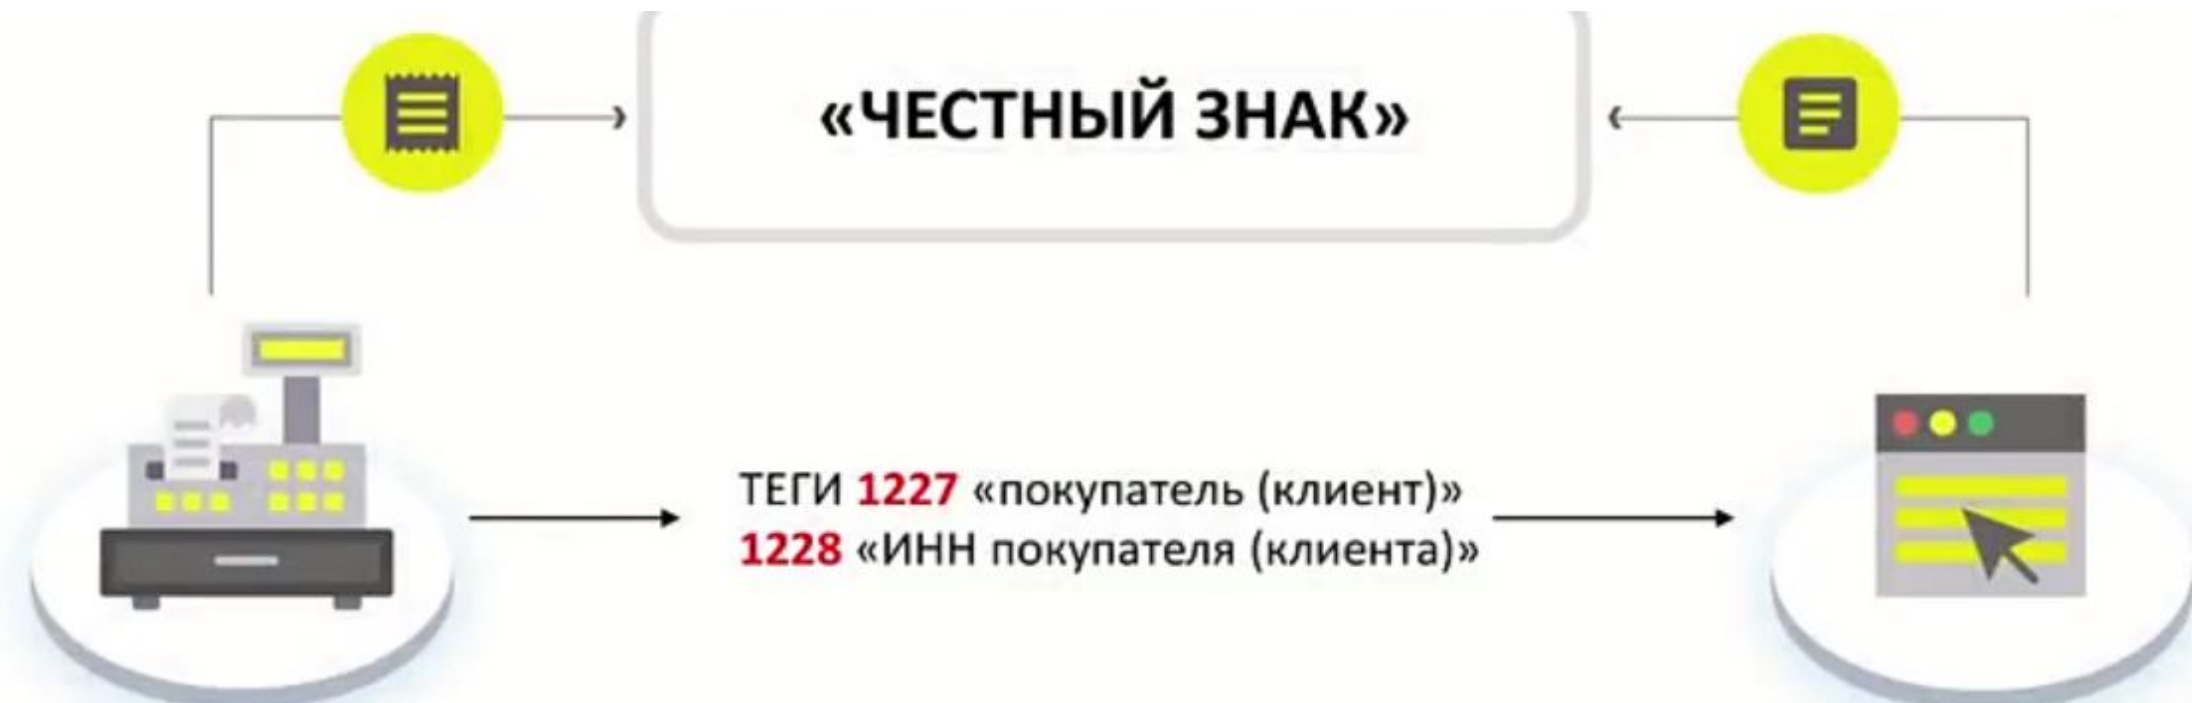 «ЧЕСТНЫЙ ЗНАК»
ТЕГИ 1227 «покупатель (клиент)»
1228 «ИНН покупателя (клиента)»